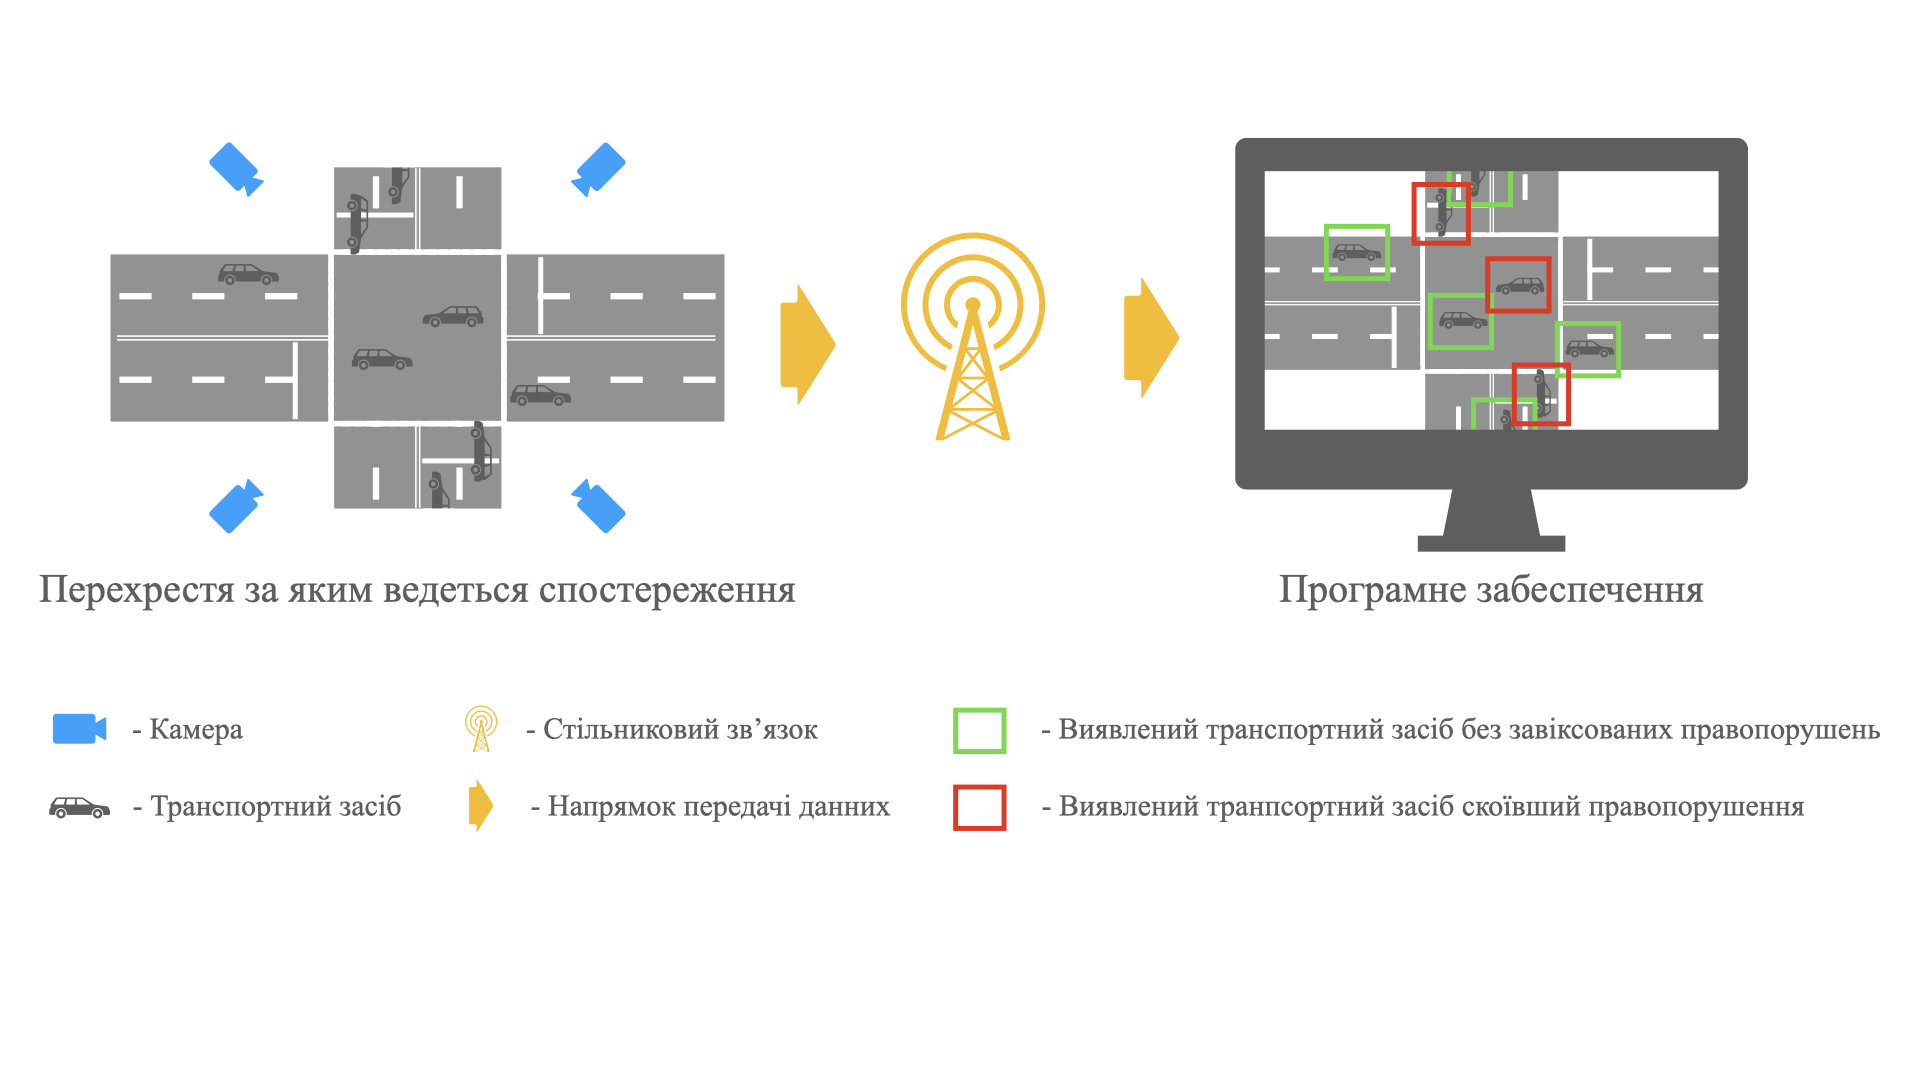 Перехрестя за яким ведеться спостереження
Програмне забеспечення
- Камера
- Стільниковий зв’язок
- Виявлений транспортний засіб без завіксованих правопорушень
- Транспортний засіб
- Напрямок передачі данних
- Виявлений транпсортний засіб скоївший правопорушення